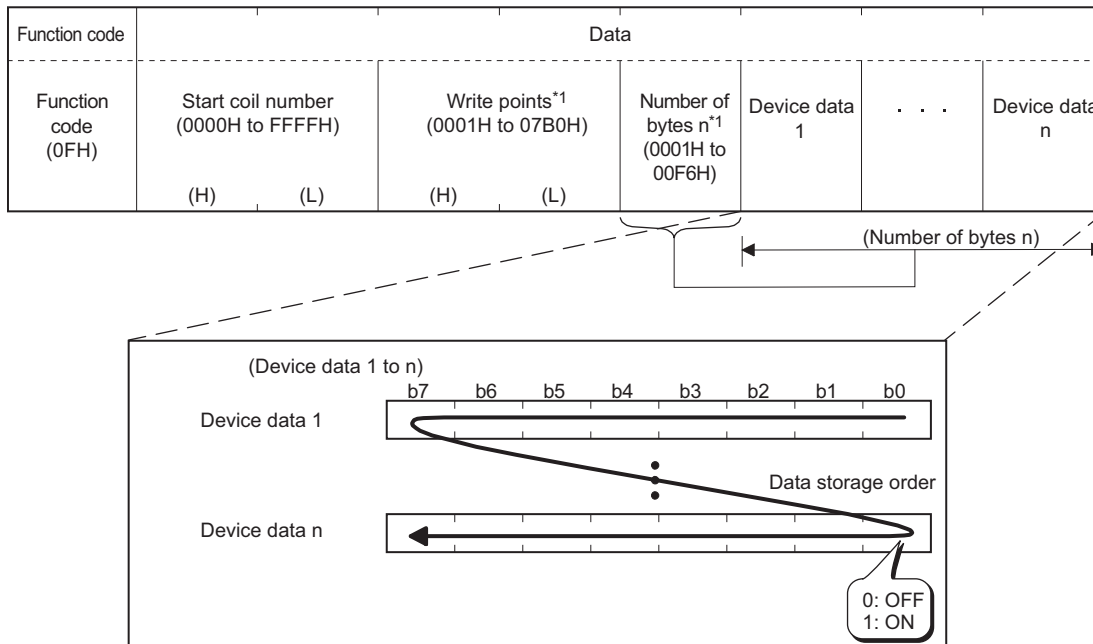 Function code
Data
Function
code
(0FH)
Start coil number
(0000H to FFFFH)
(H)
(L)
Write points*1
(0001H to 07B0H)
(H)
(L)
Number of
bytes n*1
(0001H to
00F6H)
Device data
1
. . .
Device data
n
(Number of bytes n)
(Device data 1 to n)
b7 b6 b5 b4 b3 b2 b1 b0
Device data 1
Data storage order
Device data n
0: OFF
1: ON